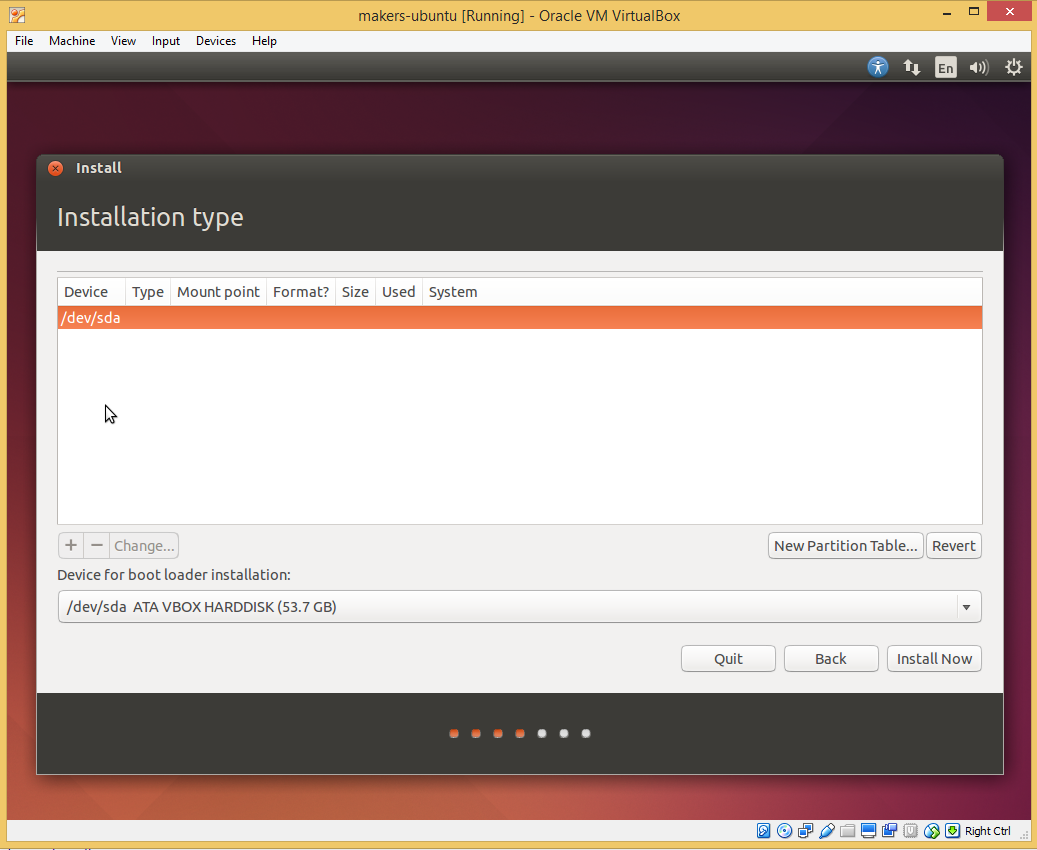 makers-ubuntu [Running] - Oracle VM VirtualBox
File Machine View Input Devices Help
En
Install
Installation type
Device Type Mount point Format? Size Used System
/dev/sda
+ − Change... New Partition Table... Revert
Device for boot loader installation:
/dev/sda ATA VBOX HARDDISK (53.7 GB)
Quit Back Install Now
Right Ctrl